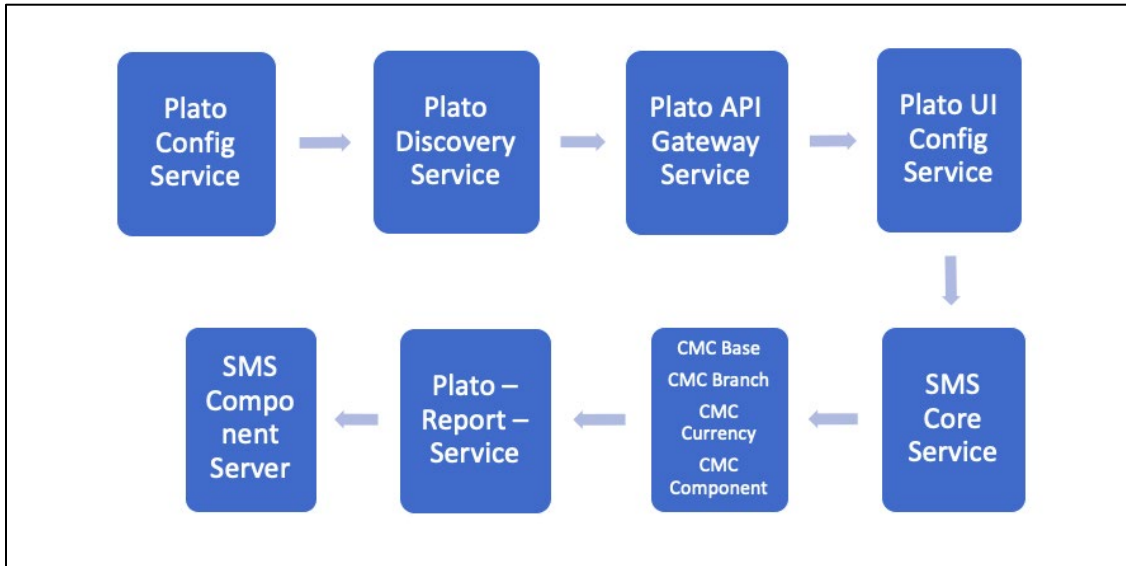 Plato
Config
Service
Plato
Discovery
Service
Plato API
Gateway
Service
Plato UI
Config
Service
SMS
Compo
nent
Server
Plato –
Report –
Service
CMC Base
CMC Branch
CMC
Currency
CMC
Component
SMS
Core
Service